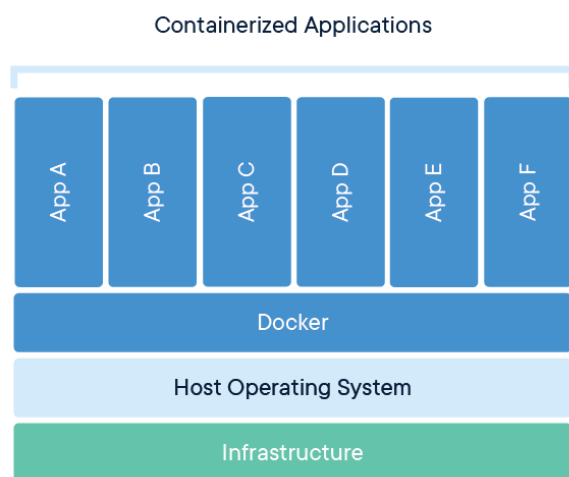 Containerized Applications
App A
App B
App C
App D
App E
App F
Docker
Host Operating System
Infrastructure